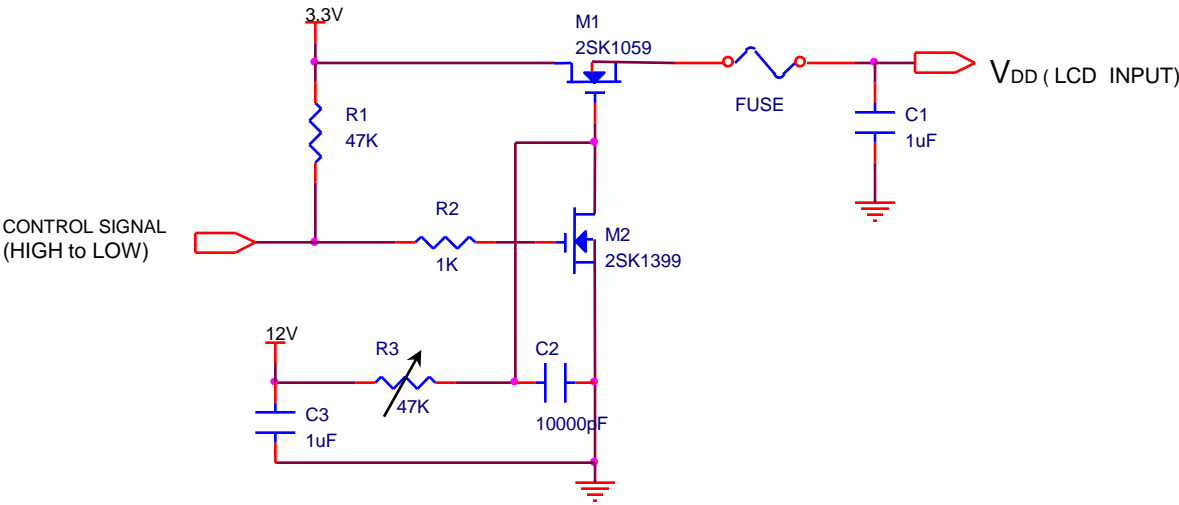 3.3V
M1
2SK1059
FUSE
VDD ( LCD INPUT)
R1
47K
C1
1uF
CONTROL SIGNAL
(HIGH to LOW)
R2
1K
M2
2SK1399
12V
R3
47K
C2
10000pF
C3
1uF